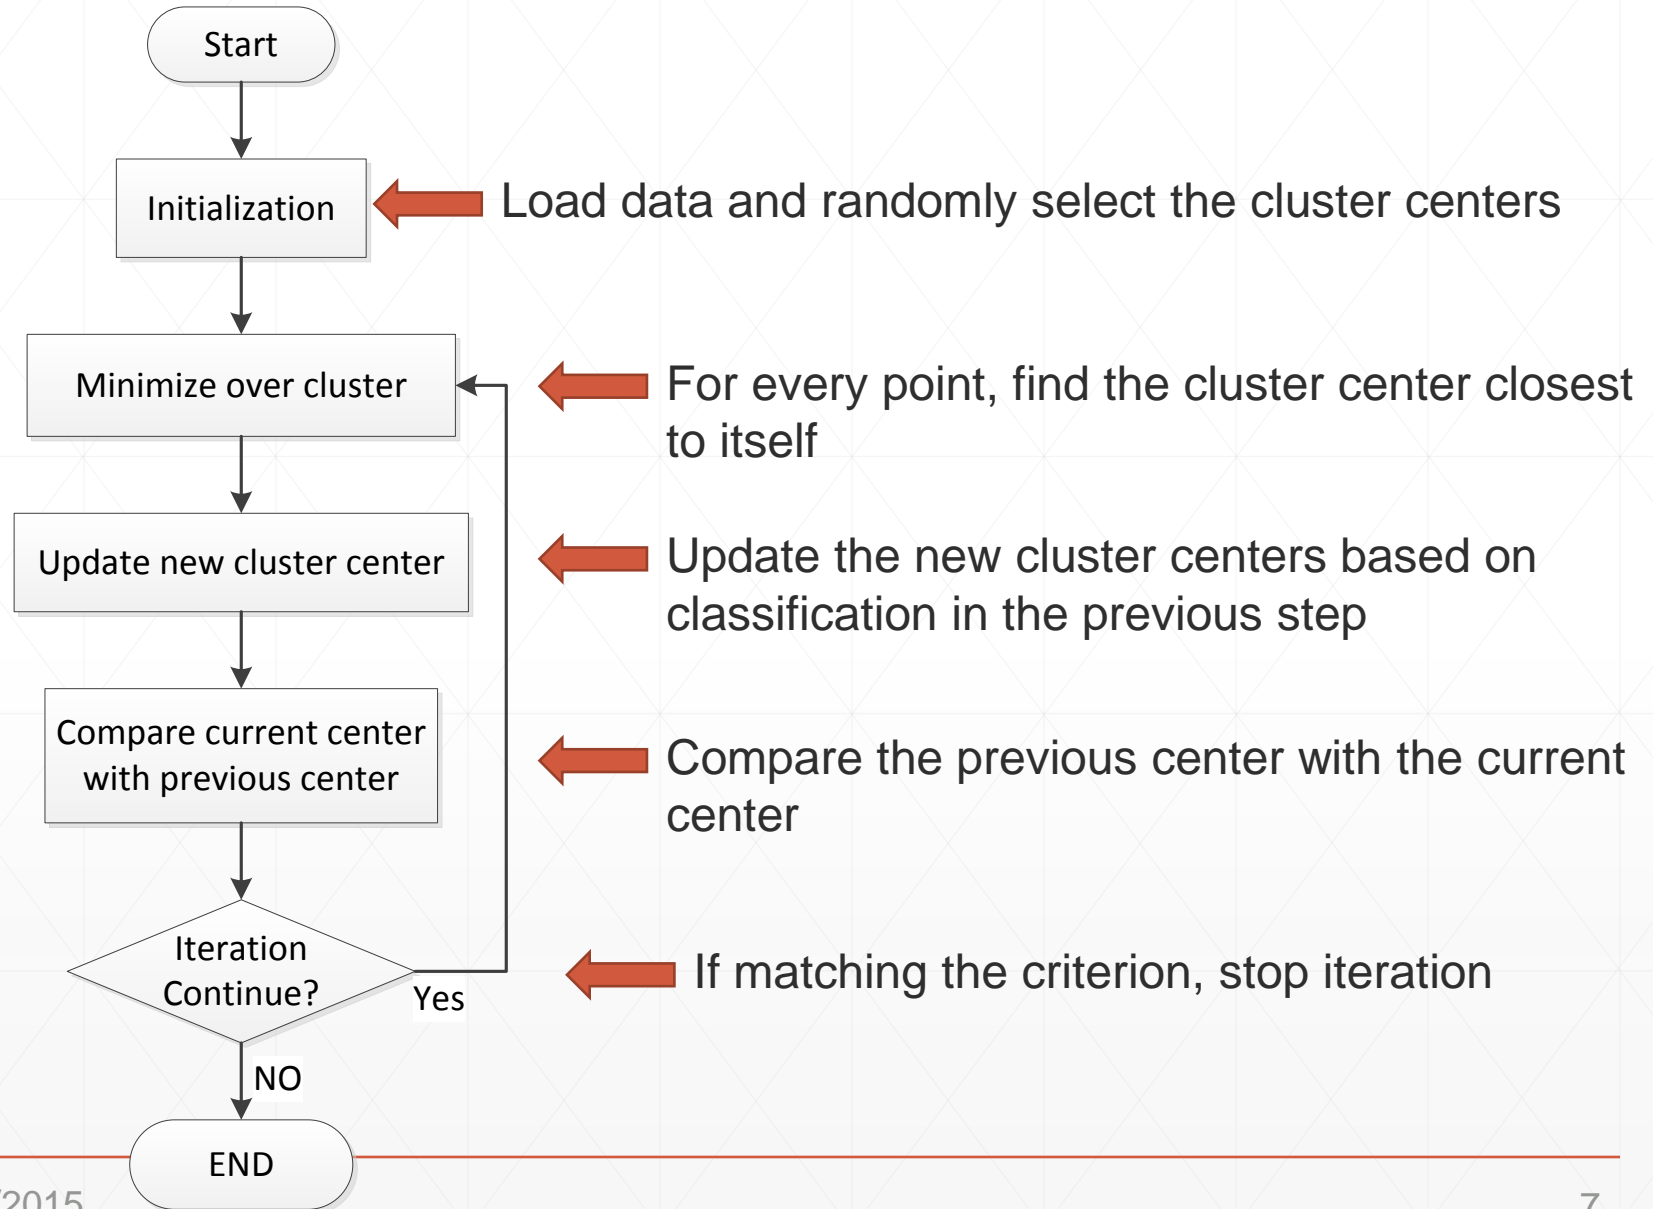 Start
Initialization
Load data and randomly select the cluster centers
Minimize over cluster
For every point, find the cluster center closest
to itself
Update new cluster center
Update the new cluster centers based on
classification in the previous step
Compare current center
with previous center
Compare the previous center with the current
center
Iteration
Continue?
Yes
If matching the criterion, stop iteration
NO
END
/2015
7